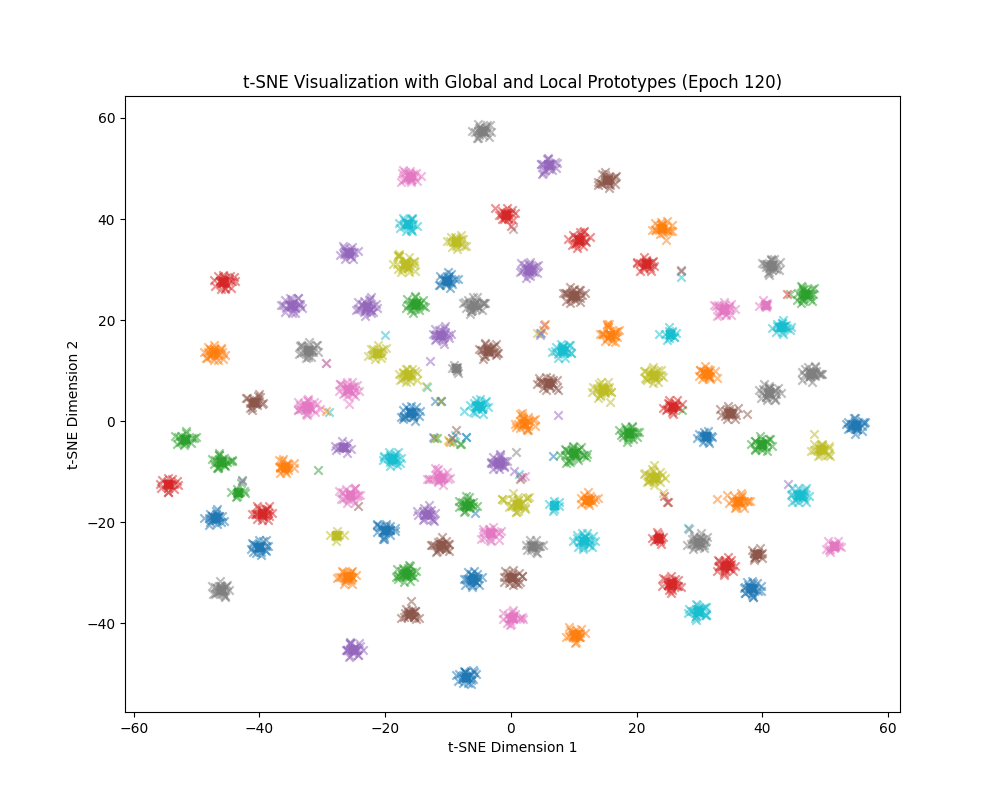 t-SNE Visualization with Global and Local Prototypes (Epoch 120)
60
40
20
0
−20
−40
t-SNE Dimension 2
−60 −40 −20 0 20 40 60
t-SNE Dimension 1